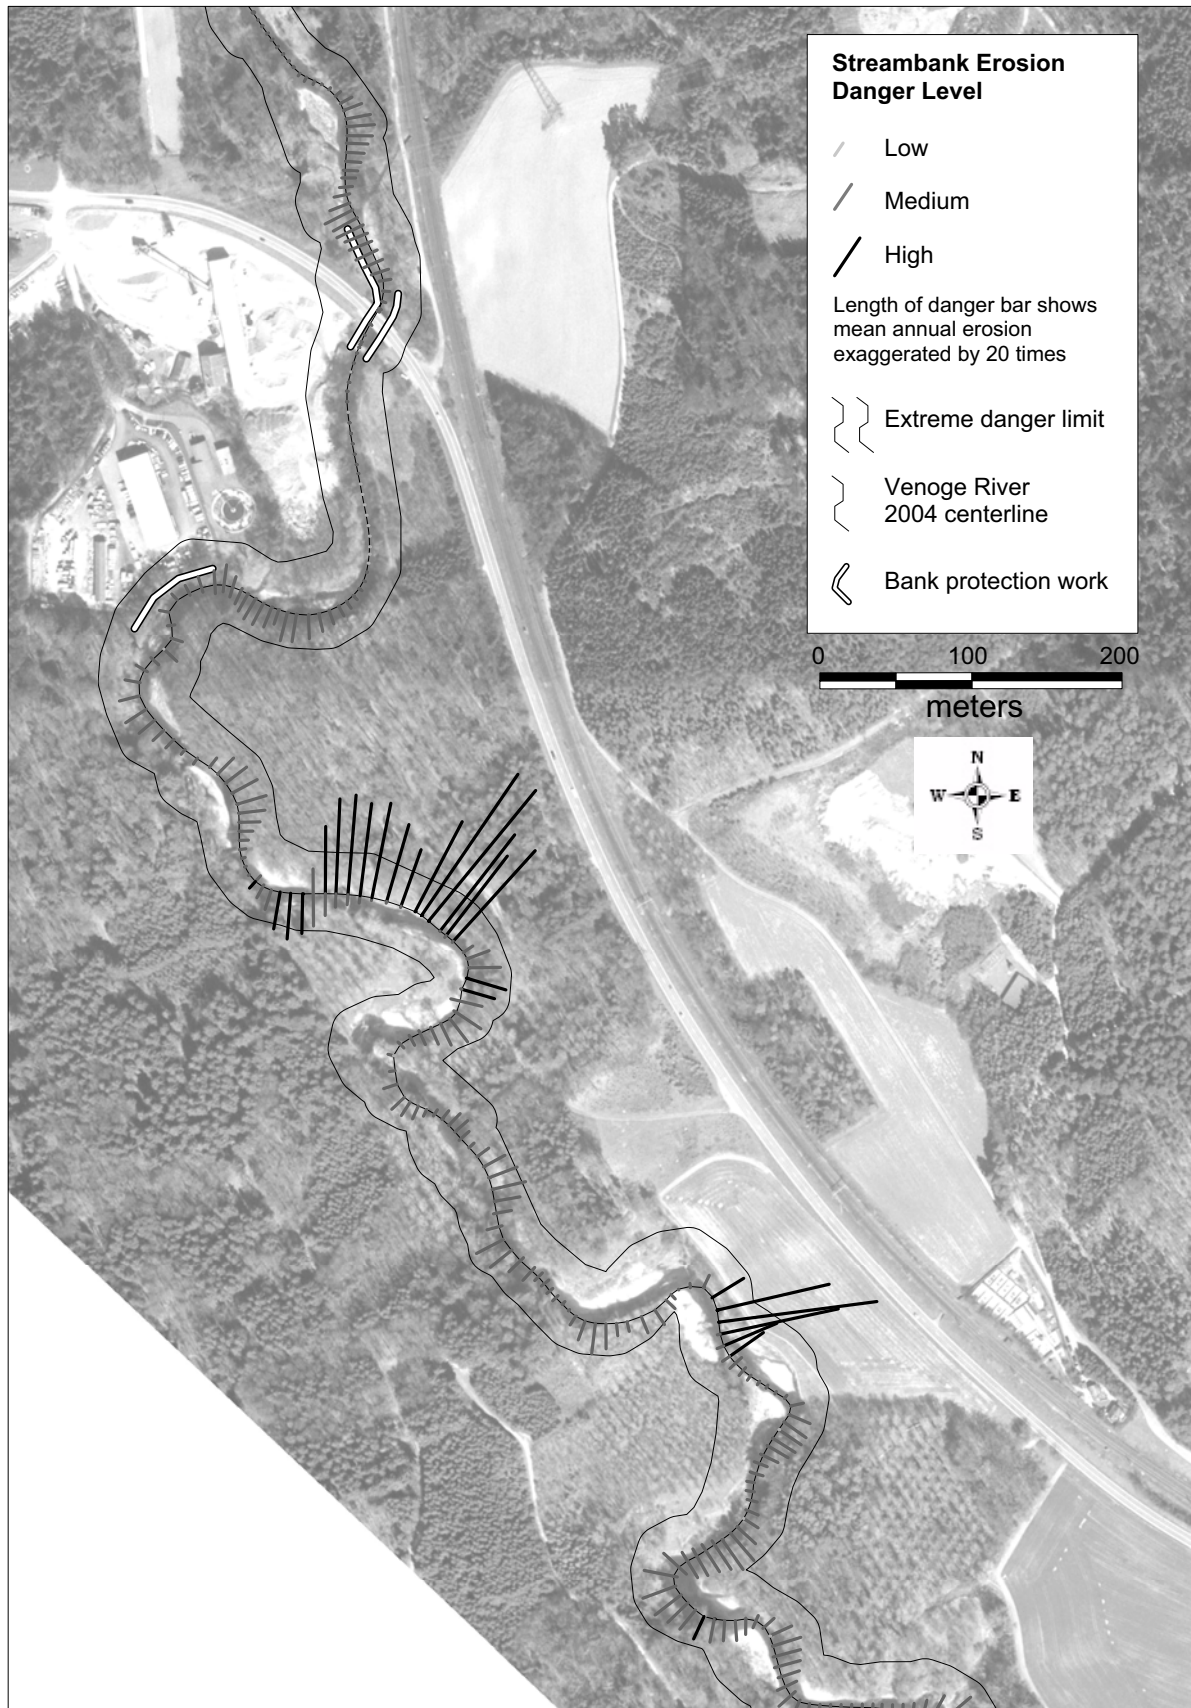 Streambank Erosion
Danger Level
Low
Medium
High
Length of danger bar shows
mean annual erosion
exaggerated by 20 times
Extreme danger limit
Venoge River
2004 centerline
Bank protection work
0 100 200
meters
N
W E
S